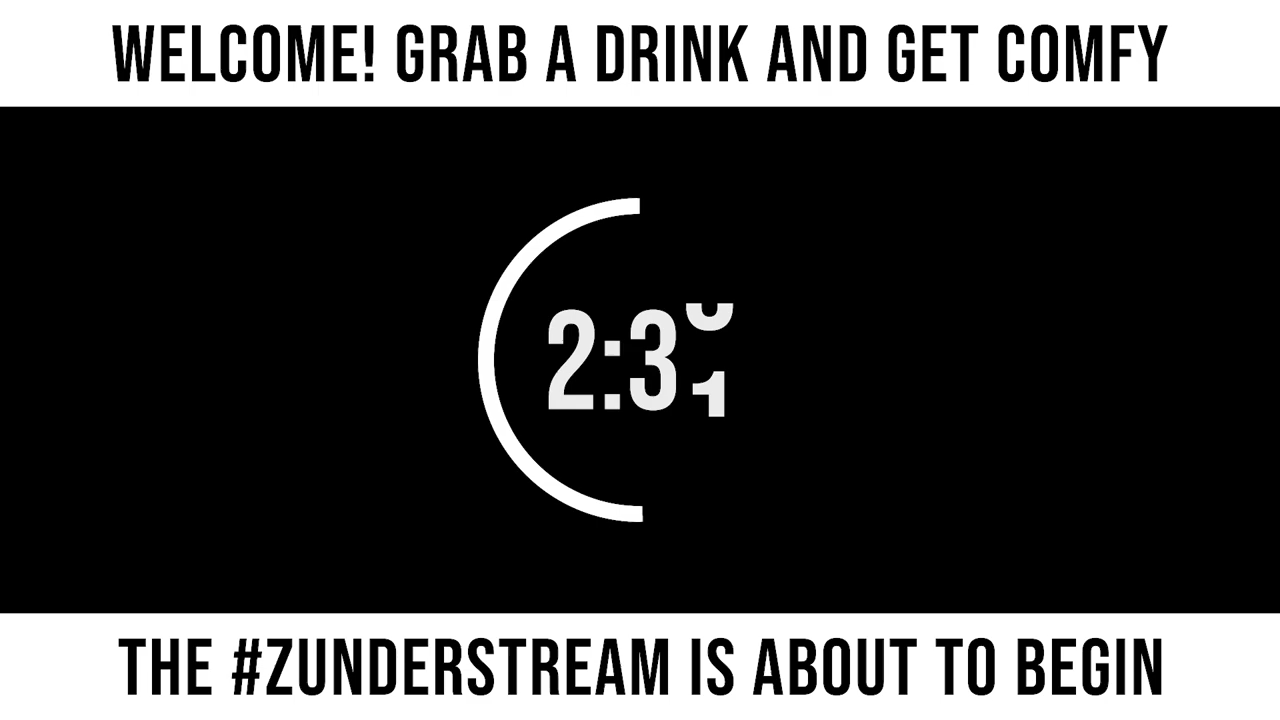 WELCOME! GRAB A DRINK AND GET COMFY
2:3
THE #ZUNDERSTREAM IS ABOUT TO BEGIN